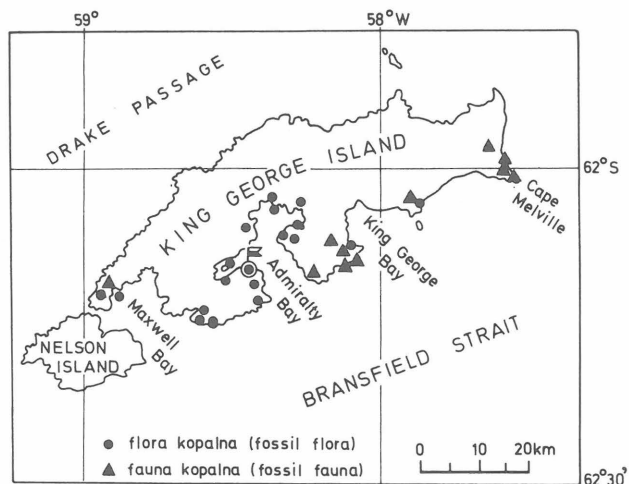 59°
58°W
DRAKE PASSAGE
KING GEORGE ISLAND
62°S
Cape
Melville
King George
Bay
Admiralty
Bay
Maxwell
Bay
NELSON
ISLAND
BRANSFIELD STRAIT
flora kopalna (fossil flora)
fauna kopalna (fossil fauna)
0 10 20km
62°30'